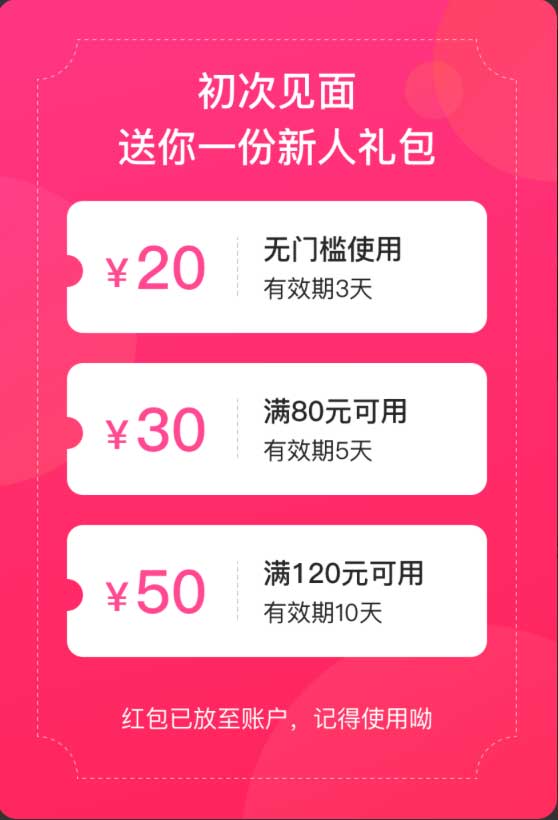 初次见面
送你一份新人礼包
¥20
无门槛使用
有效期3天
¥30
满80元可用
有效期5天
¥50
满120元可用
有效期10天
红包已放至账户，记得使用呦